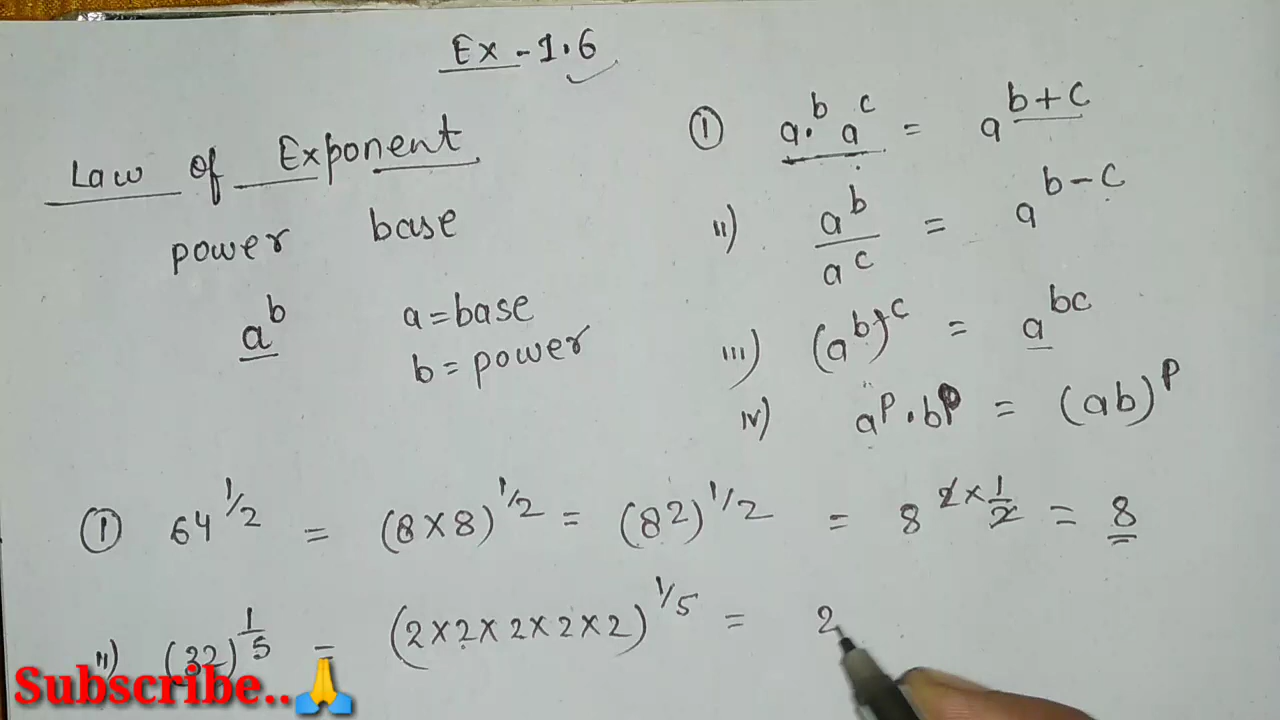 Ex - 1.6
Law of Exponent
power base
a^b a = base
b = power
① a^b · a^c = a^(b+c)
ii) a^b / a^c = a^(b-c)
iii) (a^b)^c = a^(bc)
iv) a^p · b^p = (ab)^p
① 64^(1/2) = (8×8)^(1/2) = (82)^(1/2) = 8^(2×1/2) = 8
ii) (32)^(1/5) = (2×2×2×2×2)^(1/5) = 2
Subscribe..🙏